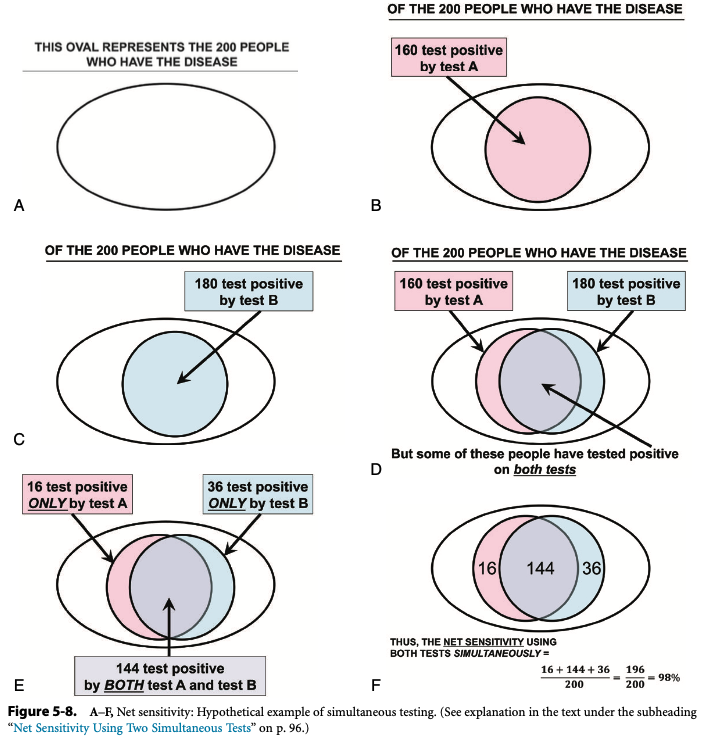 THIS OVAL REPRESENTS THE 200 PEOPLE
WHO HAVE THE DISEASE
A
OF THE 200 PEOPLE WHO HAVE THE DISEASE
160 test positive
by test A
B
OF THE 200 PEOPLE WHO HAVE THE DISEASE
180 test positive
by test B
C
OF THE 200 PEOPLE WHO HAVE THE DISEASE
160 test positive
by test A
180 test positive
by test B
But some of these people have tested positive
on both tests
D
16 test positive
ONLY by test A
36 test positive
ONLY by test B
144 test positive
by BOTH test A and test B
E
16 144 36
THUS, THE NET SENSITIVITY USING
BOTH TESTS SIMULTANEOUSLY =
16 + 144 + 36 / 200 = 196 / 200 = 98%
F
Figure 5-8. A–F, Net sensitivity: Hypothetical example of simultaneous testing. (See explanation in the text under the subheading
“Net Sensitivity Using Two Simultaneous Tests” on p. 96.)